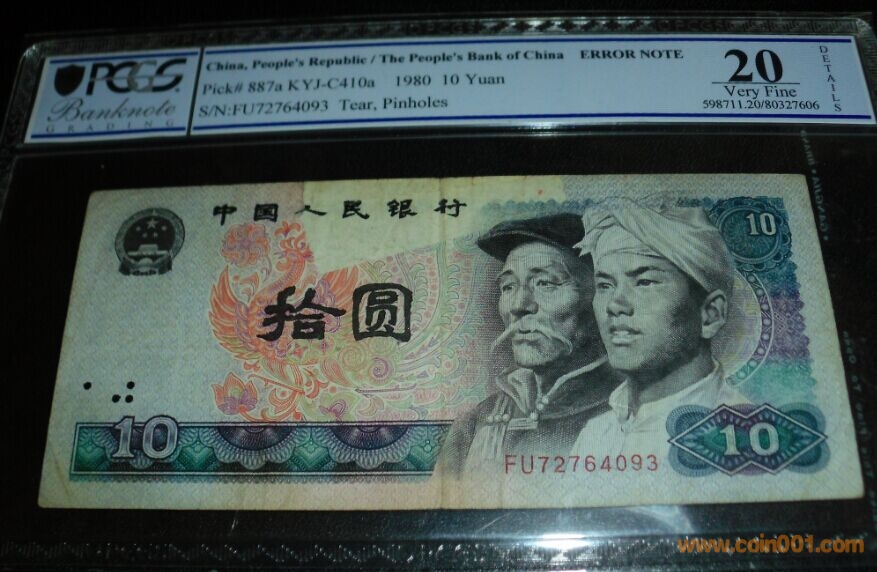 PCGS
Banknote
GRADING
China, People's Republic / The People's Bank of China ERROR NOTE
Pick# 887a KYJ-C410a 1980 10 Yuan
S/N:FU72764093 Tear, Pinholes
20
Very Fine
598711.20/80327606
DETAILS
中国人民银行
10
拾圆
10
FU72764093
10
www.coin001.com